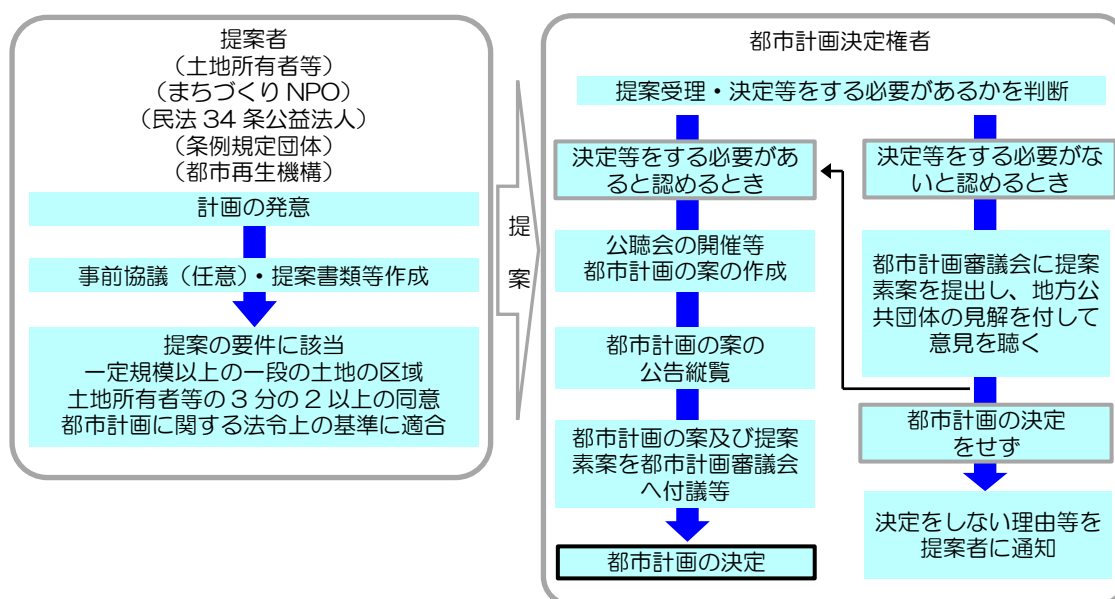 提案者
（土地所有者等）
（まちづくり NPO）
（民法 34 条公益法人）
（条例規定団体）
（都市再生機構）
計画の発意
事前協議（任意）・提案書類等作成
提案の要件に該当
一定規模以上の一段の土地の区域
土地所有者等の３分の２以上の同意
都市計画に関する法令上の基準に適合
提
案
都市計画決定権者
提案受理・決定等をする必要があるかを判断
決定等をする必要があ
ると認めるとき
公聴会の開催等
都市計画の案の作成
都市計画の案の
公告縦覧
都市計画の案及び提案
素案を都市計画審議会
へ付議等
都市計画の決定
決定等をする必要がな
いと認めるとき
都市計画審議会に提案
素案を提出し、地方公
共団体の見解を付して
意見を聴く
都市計画の決定
をせず
決定をしない理由等を
提案者に通知